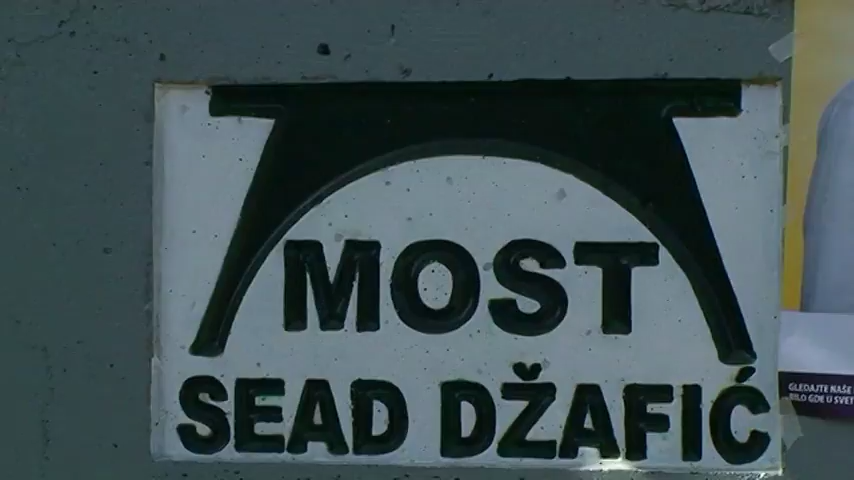 MOST
SEAD DŽAFIĆ
GLEDAJTE NAŠE
BILO GDE U SVET